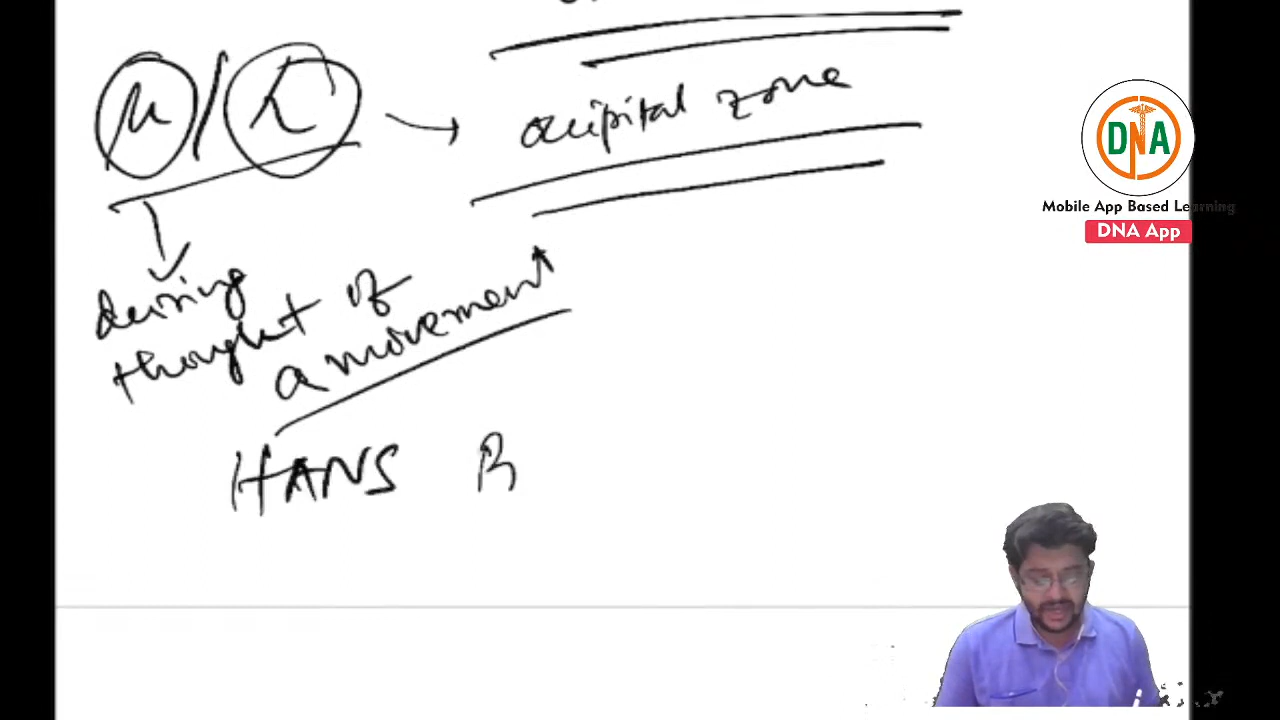 μ / λ → occipital zone
during
thought of
a movement
HANS B
DNA
Mobile App Based Learning
DNA App